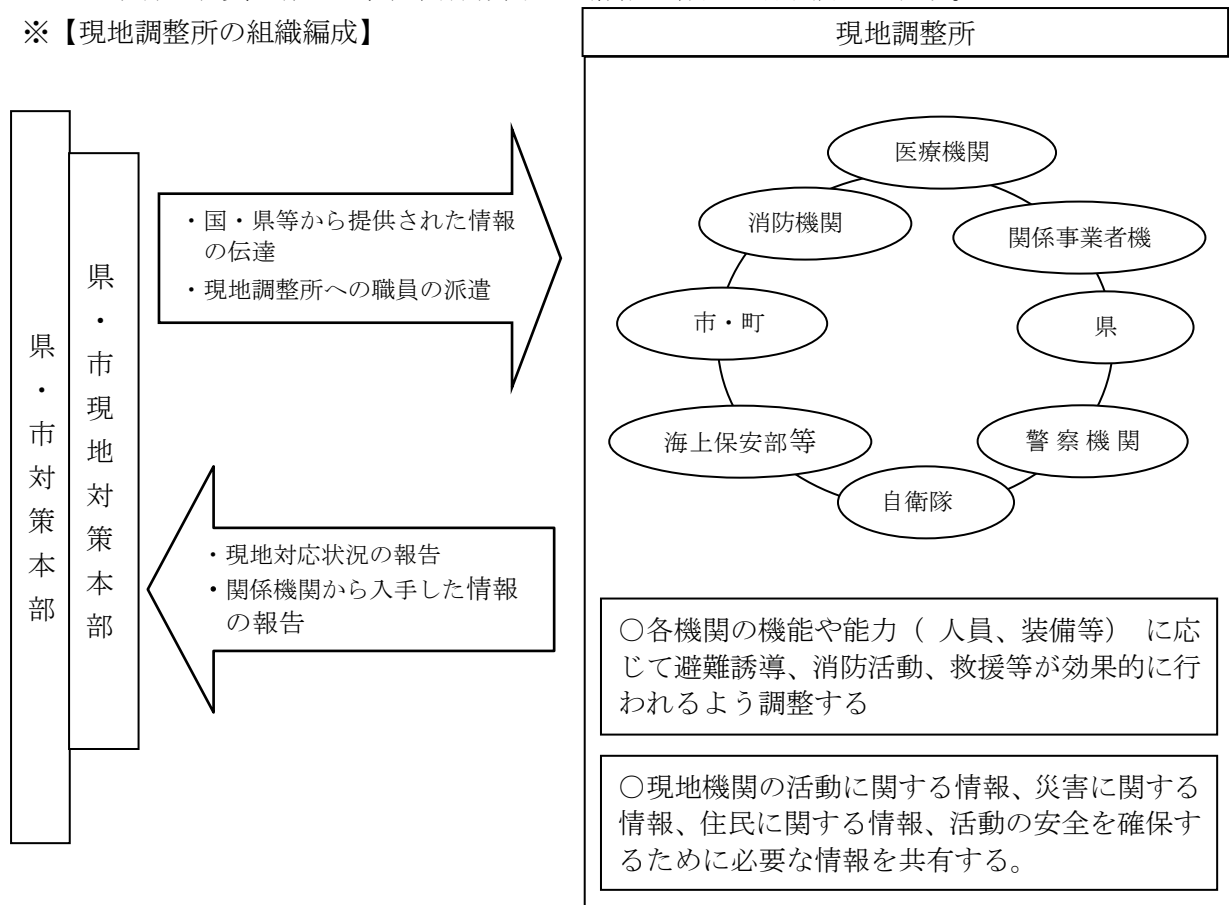 ※【現地調整所の組織編成】
現地調整所
県・市対策本部
県・市現地対策本部
・国・県等から提供された情報
の伝達
・現地調整所への職員の派遣
・現地対応状況の報告
・関係機関から入手した情報
の報告
医療機関
消防機関
関係事業者機
市・町
県
海上保安部等
警察機関
自衛隊
○各機関の機能や能力（ 人員、装備等） に応
じて避難誘導、消防活動、救援等が効果的に行
われるよう調整する
○現地機関の活動に関する情報、災害に関する
情報、住民に関する情報、活動の安全を確保す
るために必要な情報を共有する。